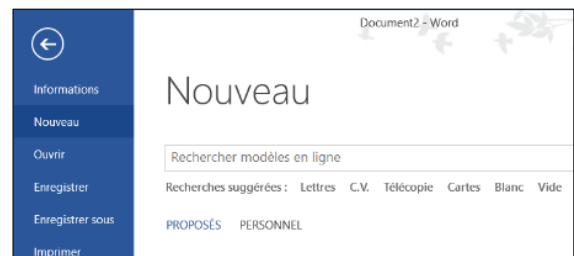 Document2 - Word
Informations
Nouveau
Ouvrir
Enregistrer
Enregistrer sous
Imprimer
Nouveau
Rechercher modèles en ligne
Recherches suggérées : Lettres C.V. Télécopie Cartes Blanc Vide
PROPOSÉS PERSONNEL